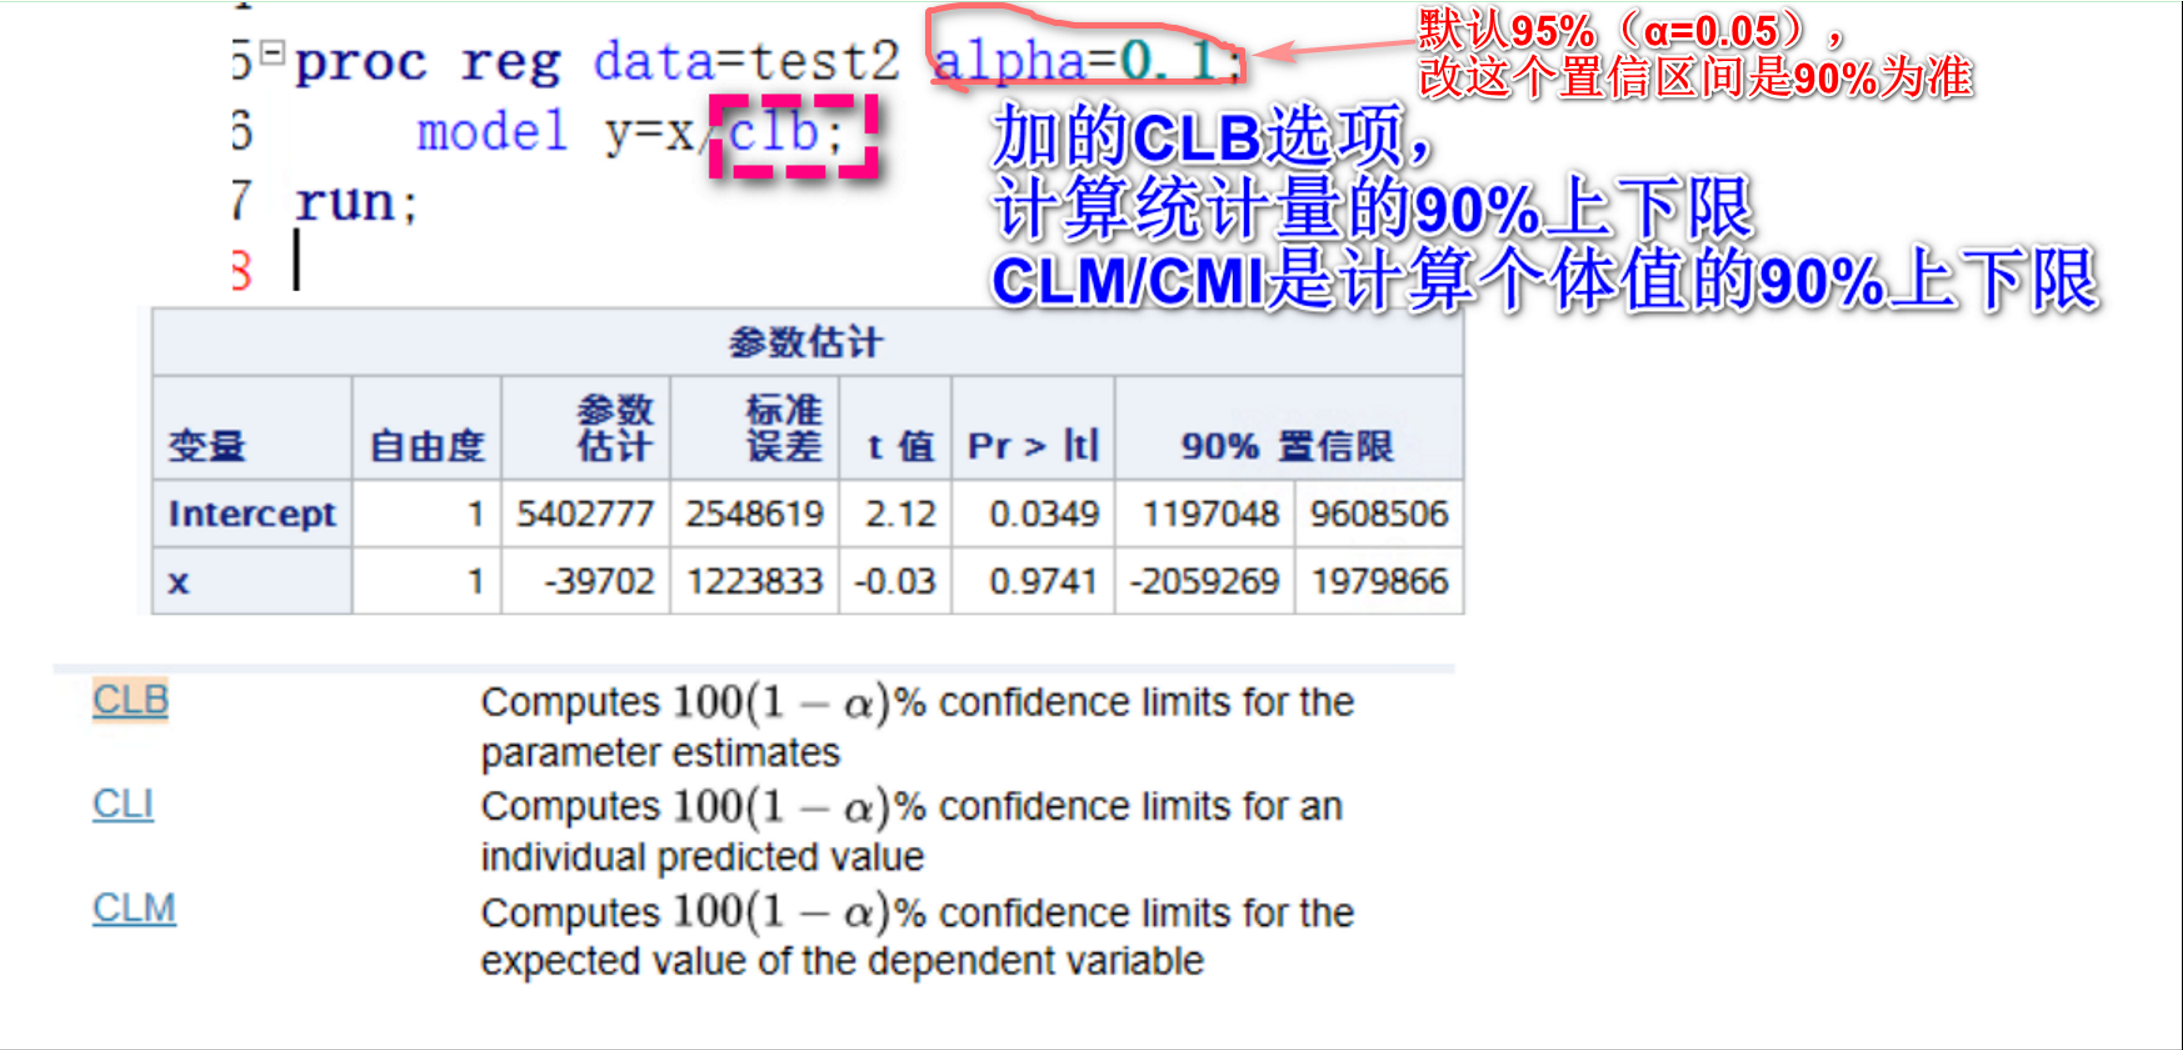 5 proc reg data=test2 alpha=0.1;
默认95%（α=0.05），
改这个置信区间是90%为准
6 model y=x/clb;
加的CLB选项，
计算统计量的90%上下限
7 run;
CLM/CMI是计算个体值的90%上下限
8
参数估计
变量 自由度 参数估计 标准误差 t 值 Pr > |t| 90% 置信限
Intercept 1 5402777 2548619 2.12 0.0349 1197048 9608506
x 1 -39702 1223833 -0.03 0.9741 -2059269 1979866
CLB Computes 100(1 − α)% confidence limits for the
parameter estimates
CLI Computes 100(1 − α)% confidence limits for an
individual predicted value
CLM Computes 100(1 − α)% confidence limits for the
expected value of the dependent variable